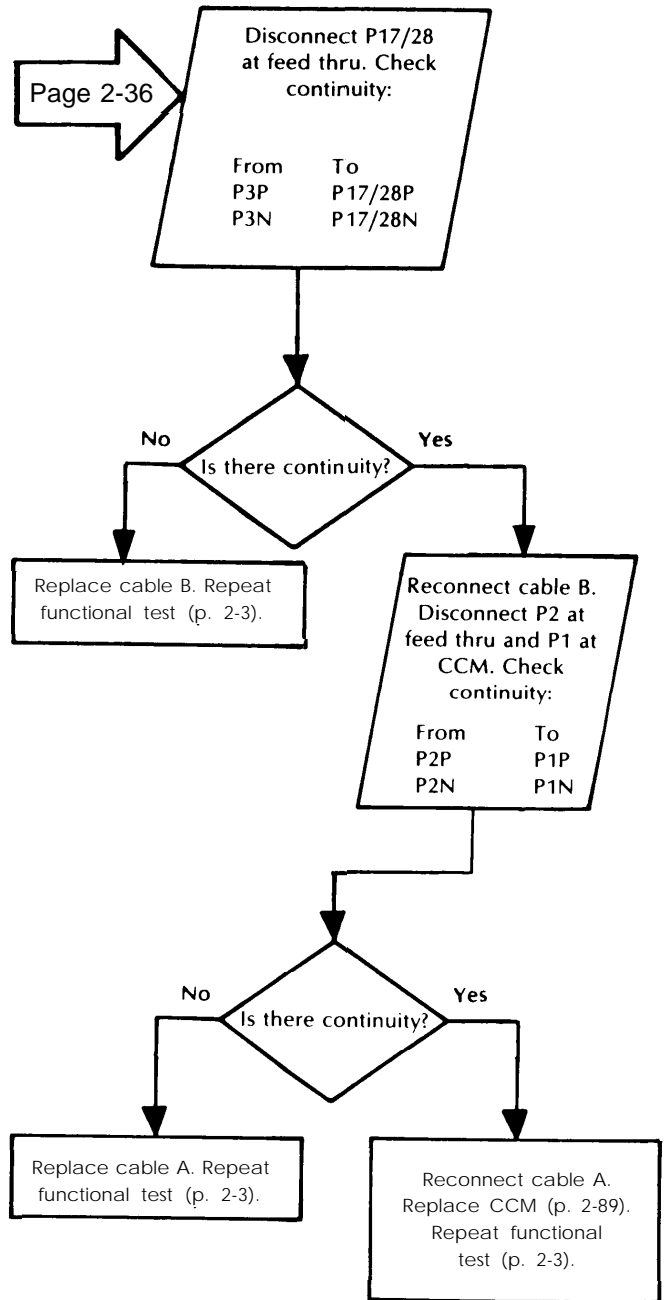 Page 2-36
Disconnect P17/28
at feed thru. Check
continuity:
From To
P3P P17/28P
P3N P17/28N
No
Yes
Is there continuity?
Replace cable B. Repeat
functional test (p. 2-3).
Reconnect cable B.
Disconnect P2 at
feed thru and P1 at
CCM. Check
continuity:
From To
P2P P1P
P2N P1N
No
Yes
Is there continuity?
Replace cable A. Repeat
functional test (p. 2-3).
Reconnect cable A.
Replace CCM (p. 2-89).
Repeat functional
test (p. 2-3).